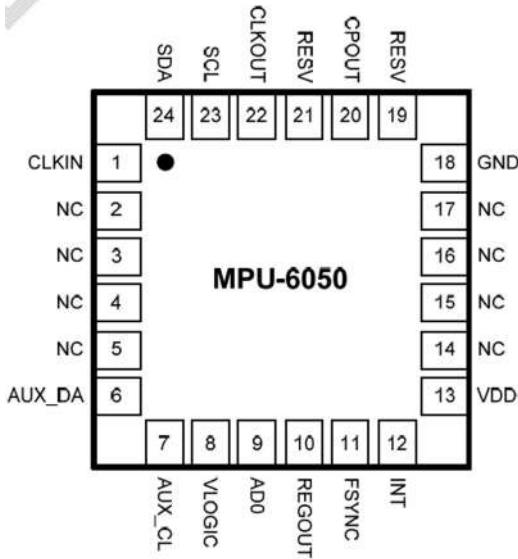 SDA SCL CLKOUT RESV CPOUT RESV
24 23 22 21 20 19
CLKIN 1 18 GND
NC 2 17 NC
NC 3 16 NC
MPU-6050
NC 4 15 NC
NC 5 14 NC
AUX_DA 6 13 VDD
7 8 9 10 11 12
AUX_CL VLOGIC AD0 REGOUT FSYNC INT